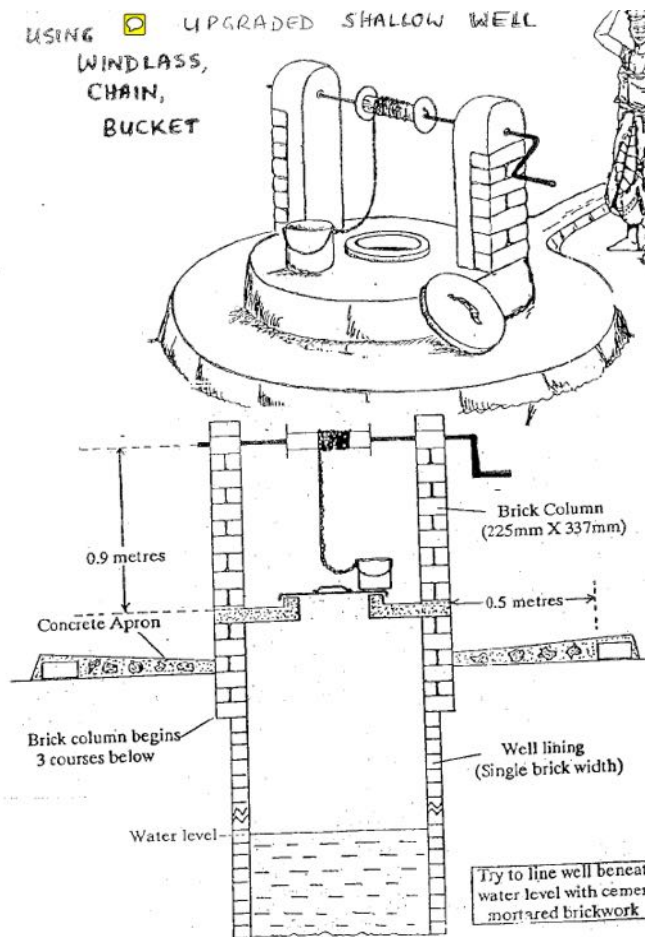 USING UPGRADED SHALLOW WELL
WINDLASS,
CHAIN,
BUCKET
Brick Column
(225mm X 337mm)
0.9 metres
0.5 metres
Concrete Apron
Brick column begins
3 courses below
Well lining
(Single brick width)
Water level
Try to line well beneat
water level with cemen
mortared brickwork